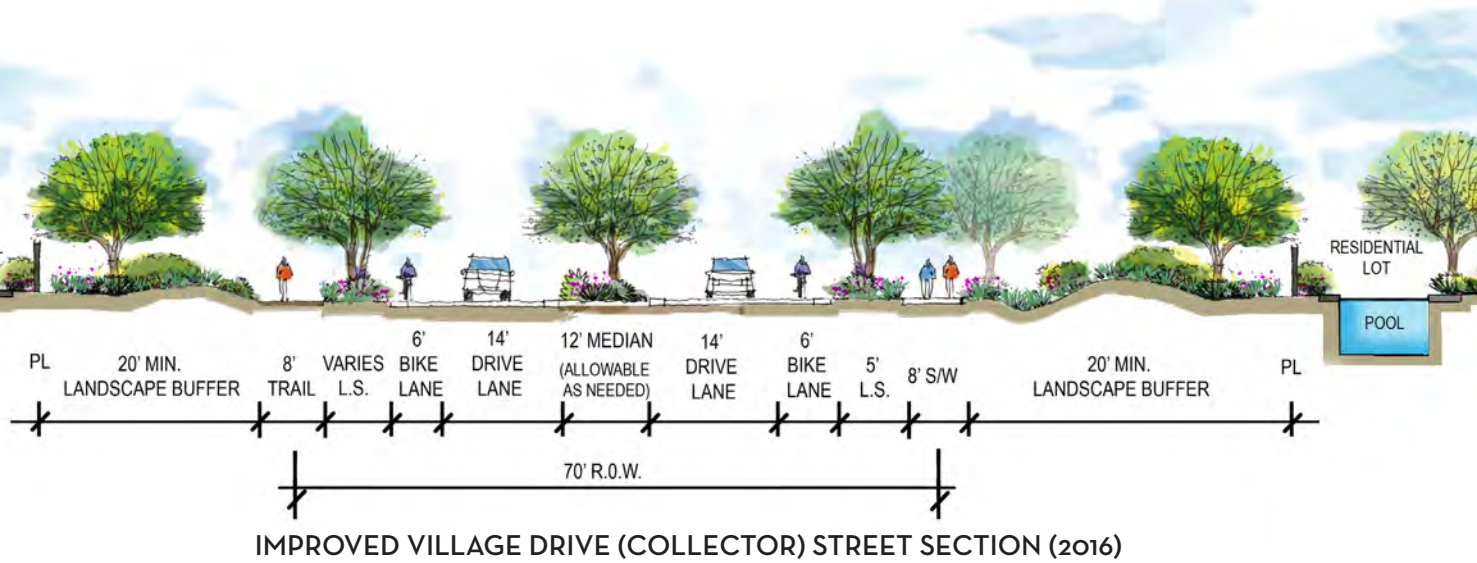 RESIDENTIAL
LOT
POOL
PL
20' MIN.
LANDSCAPE BUFFER
8'
TRAIL
VARIES
L.S.
6'
BIKE
LANE
14'
DRIVE
LANE
12' MEDIAN
(ALLOWABLE
AS NEEDED)
14'
DRIVE
LANE
6'
BIKE
LANE
5'
L.S.
8' S/W
20' MIN.
LANDSCAPE BUFFER
PL
70' R.O.W.
IMPROVED VILLAGE DRIVE (COLLECTOR) STREET SECTION (2016)